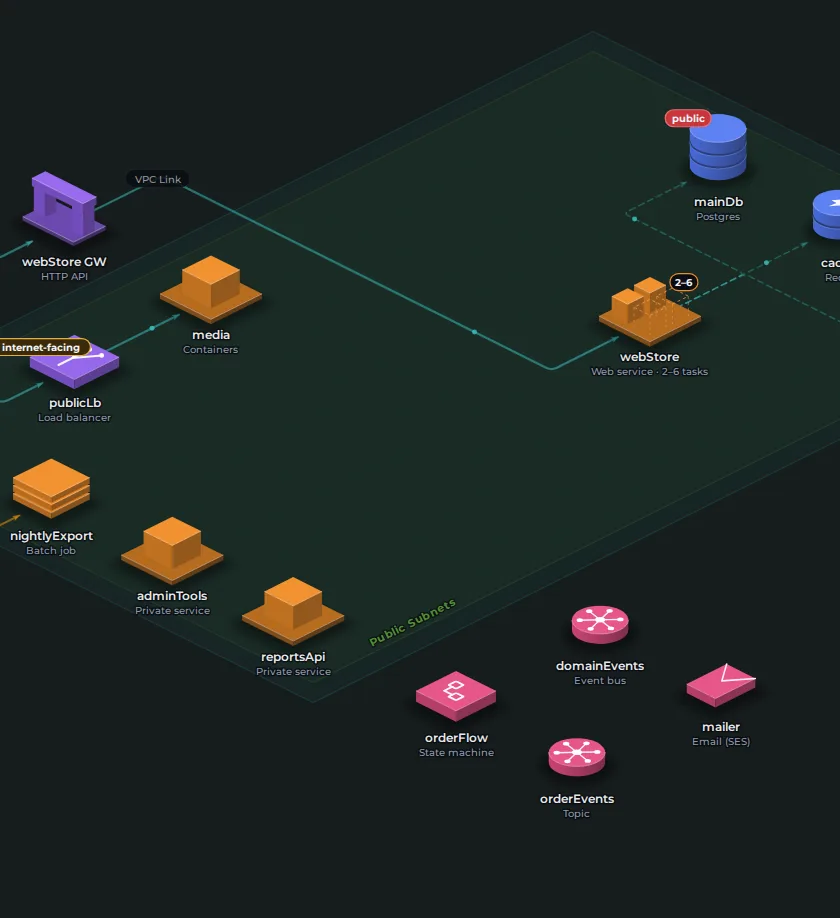 public
mainDb
Postgres
VPC Link
webStore GW
HTTP API
2–6
media
Containers
internet-facing
webStore
Web service · 2–6 tasks
publicLb
Load balancer
nightlyExport
Batch job
adminTools
Private service
Public Subnets
reportsApi
Private service
domainEvents
Event bus
orderFlow
State machine
mailer
Email (SES)
orderEvents
Topic